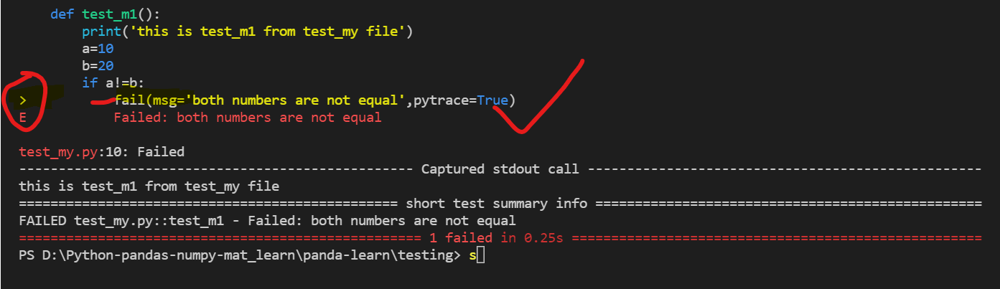 def test_m1():
print('this is test_m1 from test_my file')
a=10
b=20
if a!=b:
> fail(msg='both numbers are not equal',pytrace=True)
E Failed: both numbers are not equal
test_my.py:10: Failed
--------------------------------------------------- Captured stdout call ---------------------------------------------------
this is test_m1 from test_my file
================================================= short test summary info ==================================================
FAILED test_my.py::test_m1 - Failed: both numbers are not equal
==================================================== 1 failed in 0.25s =====================================================
PS D:\Python-pandas-numpy-mat_learn\panda-learn\testing> s